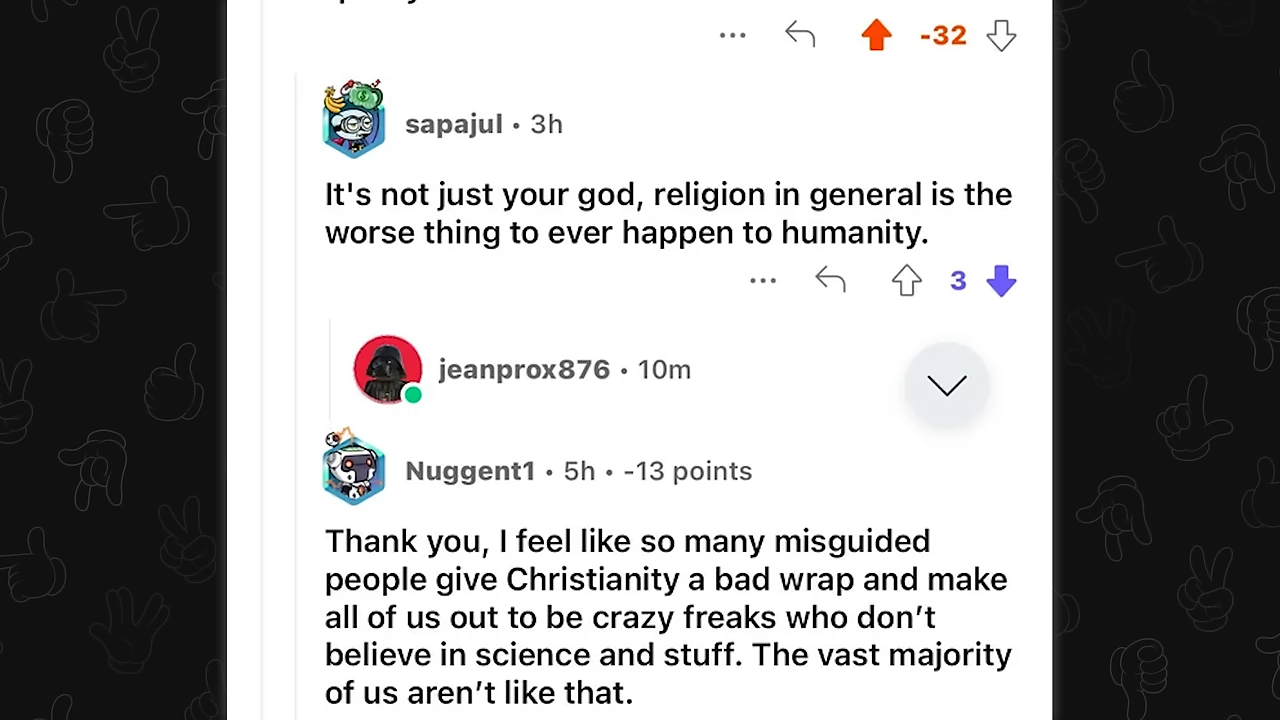 -32
sapajul • 3h
It's not just your god, religion in general is the
worse thing to ever happen to humanity.
3
jeanprox876 • 10m
Nuggent1 • 5h • -13 points
Thank you, I feel like so many misguided
people give Christianity a bad wrap and make
all of us out to be crazy freaks who don’t
believe in science and stuff. The vast majority
of us aren’t like that.